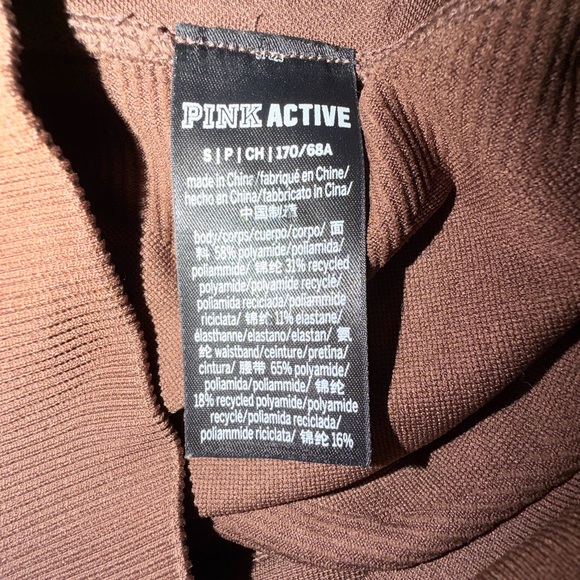 PINK ACTIVE
S | P | CH | 170/68A
made in China/fabriqué en Chine/
hecho en China/fabbricato in Cina/
中国制造
body/corps/cuerpo/corpo/ 面
料 58% polyamide/poliamida/
poliammide/ 锦纶 31% recycled
polyamide/polyamide recyclé/
poliamida reciclada/poliammide
riciclata/ 锦纶 11% elastane/
élasthanne/elastano/elastan/ 氨
纶 waistband/ceinture/pretina/
cintura/ 腰带 65% polyamide/
poliamida/poliammide/ 锦纶
18% recycled polyamide/polyamide
recyclé/poliamida reciclada/
poliammide riciclata/ 锦纶 16%